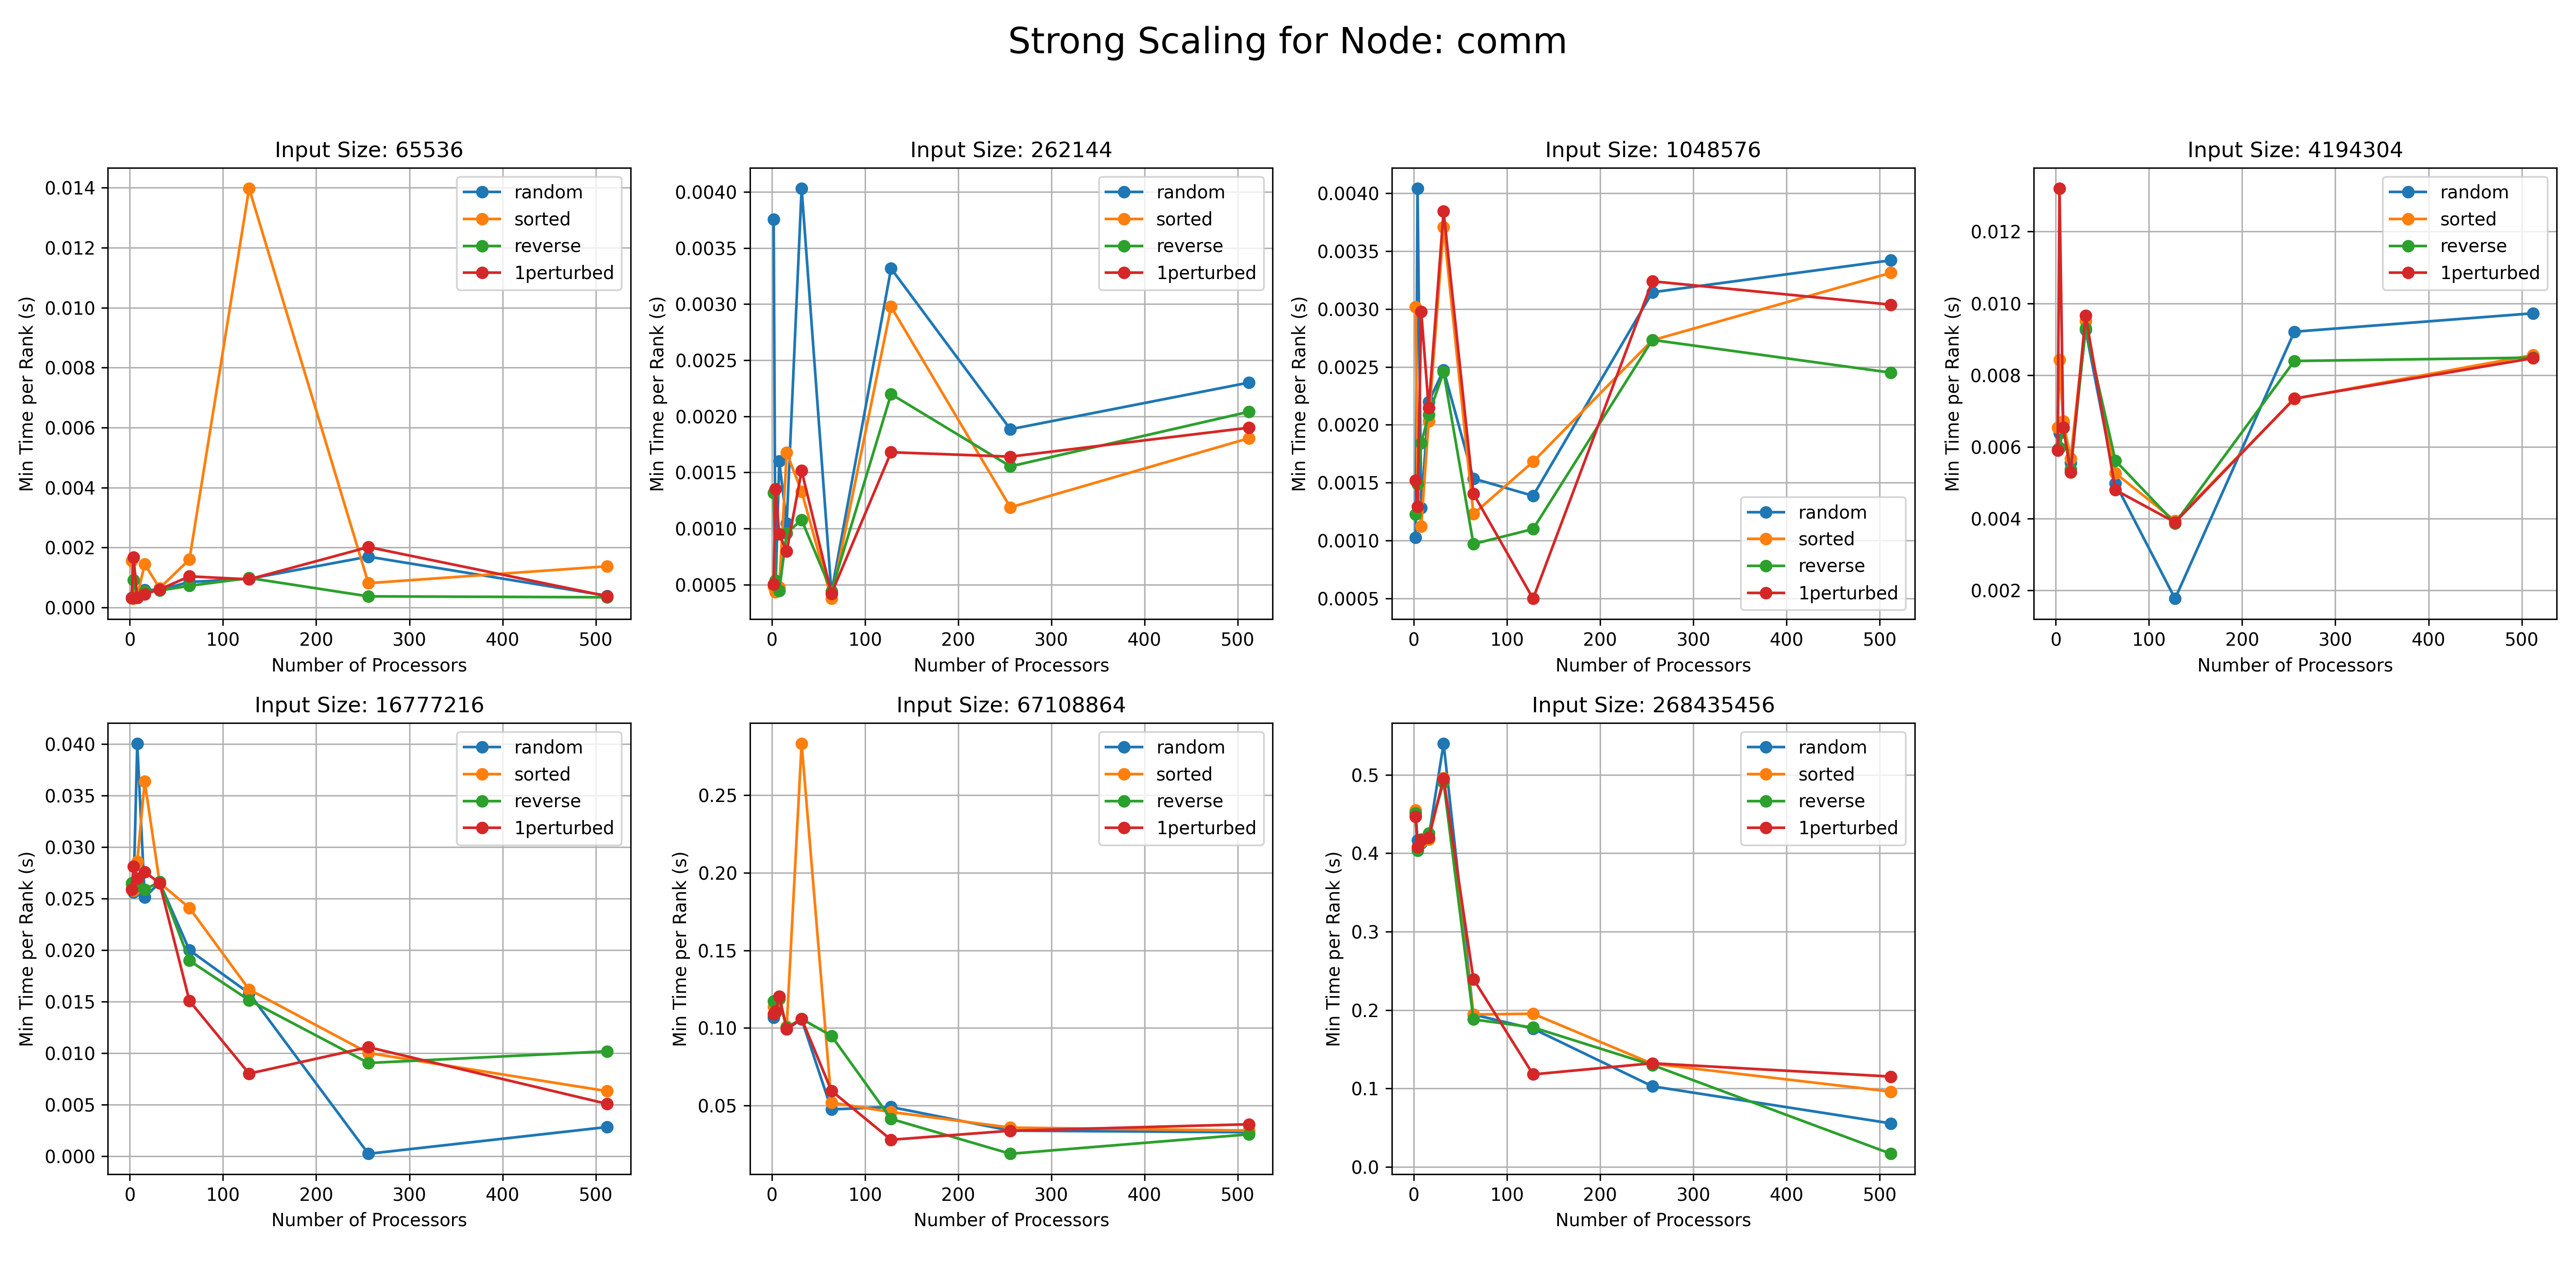 Strong Scaling for Node: comm
Input Size: 65536
0.014
0.012
0.010
0.008
0.006
0.004
0.002
0.000
Min Time per Rank (s)
0
100
200
300
400
500
Number of Processors
random
sorted
reverse
1perturbed
Input Size: 262144
0.0040
0.0035
0.0030
0.0025
0.0020
0.0015
0.0010
0.0005
Min Time per Rank (s)
0
100
200
300
400
500
Number of Processors
random
sorted
reverse
1perturbed
Input Size: 1048576
0.0040
0.0035
0.0030
0.0025
0.0020
0.0015
0.0010
0.0005
Min Time per Rank (s)
0
100
200
300
400
500
Number of Processors
random
sorted
reverse
1perturbed
Input Size: 4194304
0.012
0.010
0.008
0.006
0.004
0.002
Min Time per Rank (s)
0
100
200
300
400
500
Number of Processors
random
sorted
reverse
1perturbed
Input Size: 16777216
0.040
0.035
0.030
0.025
0.020
0.015
0.010
0.005
0.000
Min Time per Rank (s)
0
100
200
300
400
500
Number of Processors
random
sorted
reverse
1perturbed
Input Size: 67108864
0.25
0.20
0.15
0.10
0.05
Min Time per Rank (s)
0
100
200
300
400
500
Number of Processors
random
sorted
reverse
1perturbed
Input Size: 268435456
0.5
0.4
0.3
0.2
0.1
0.0
Min Time per Rank (s)
0
100
200
300
400
500
Number of Processors
random
sorted
reverse
1perturbed